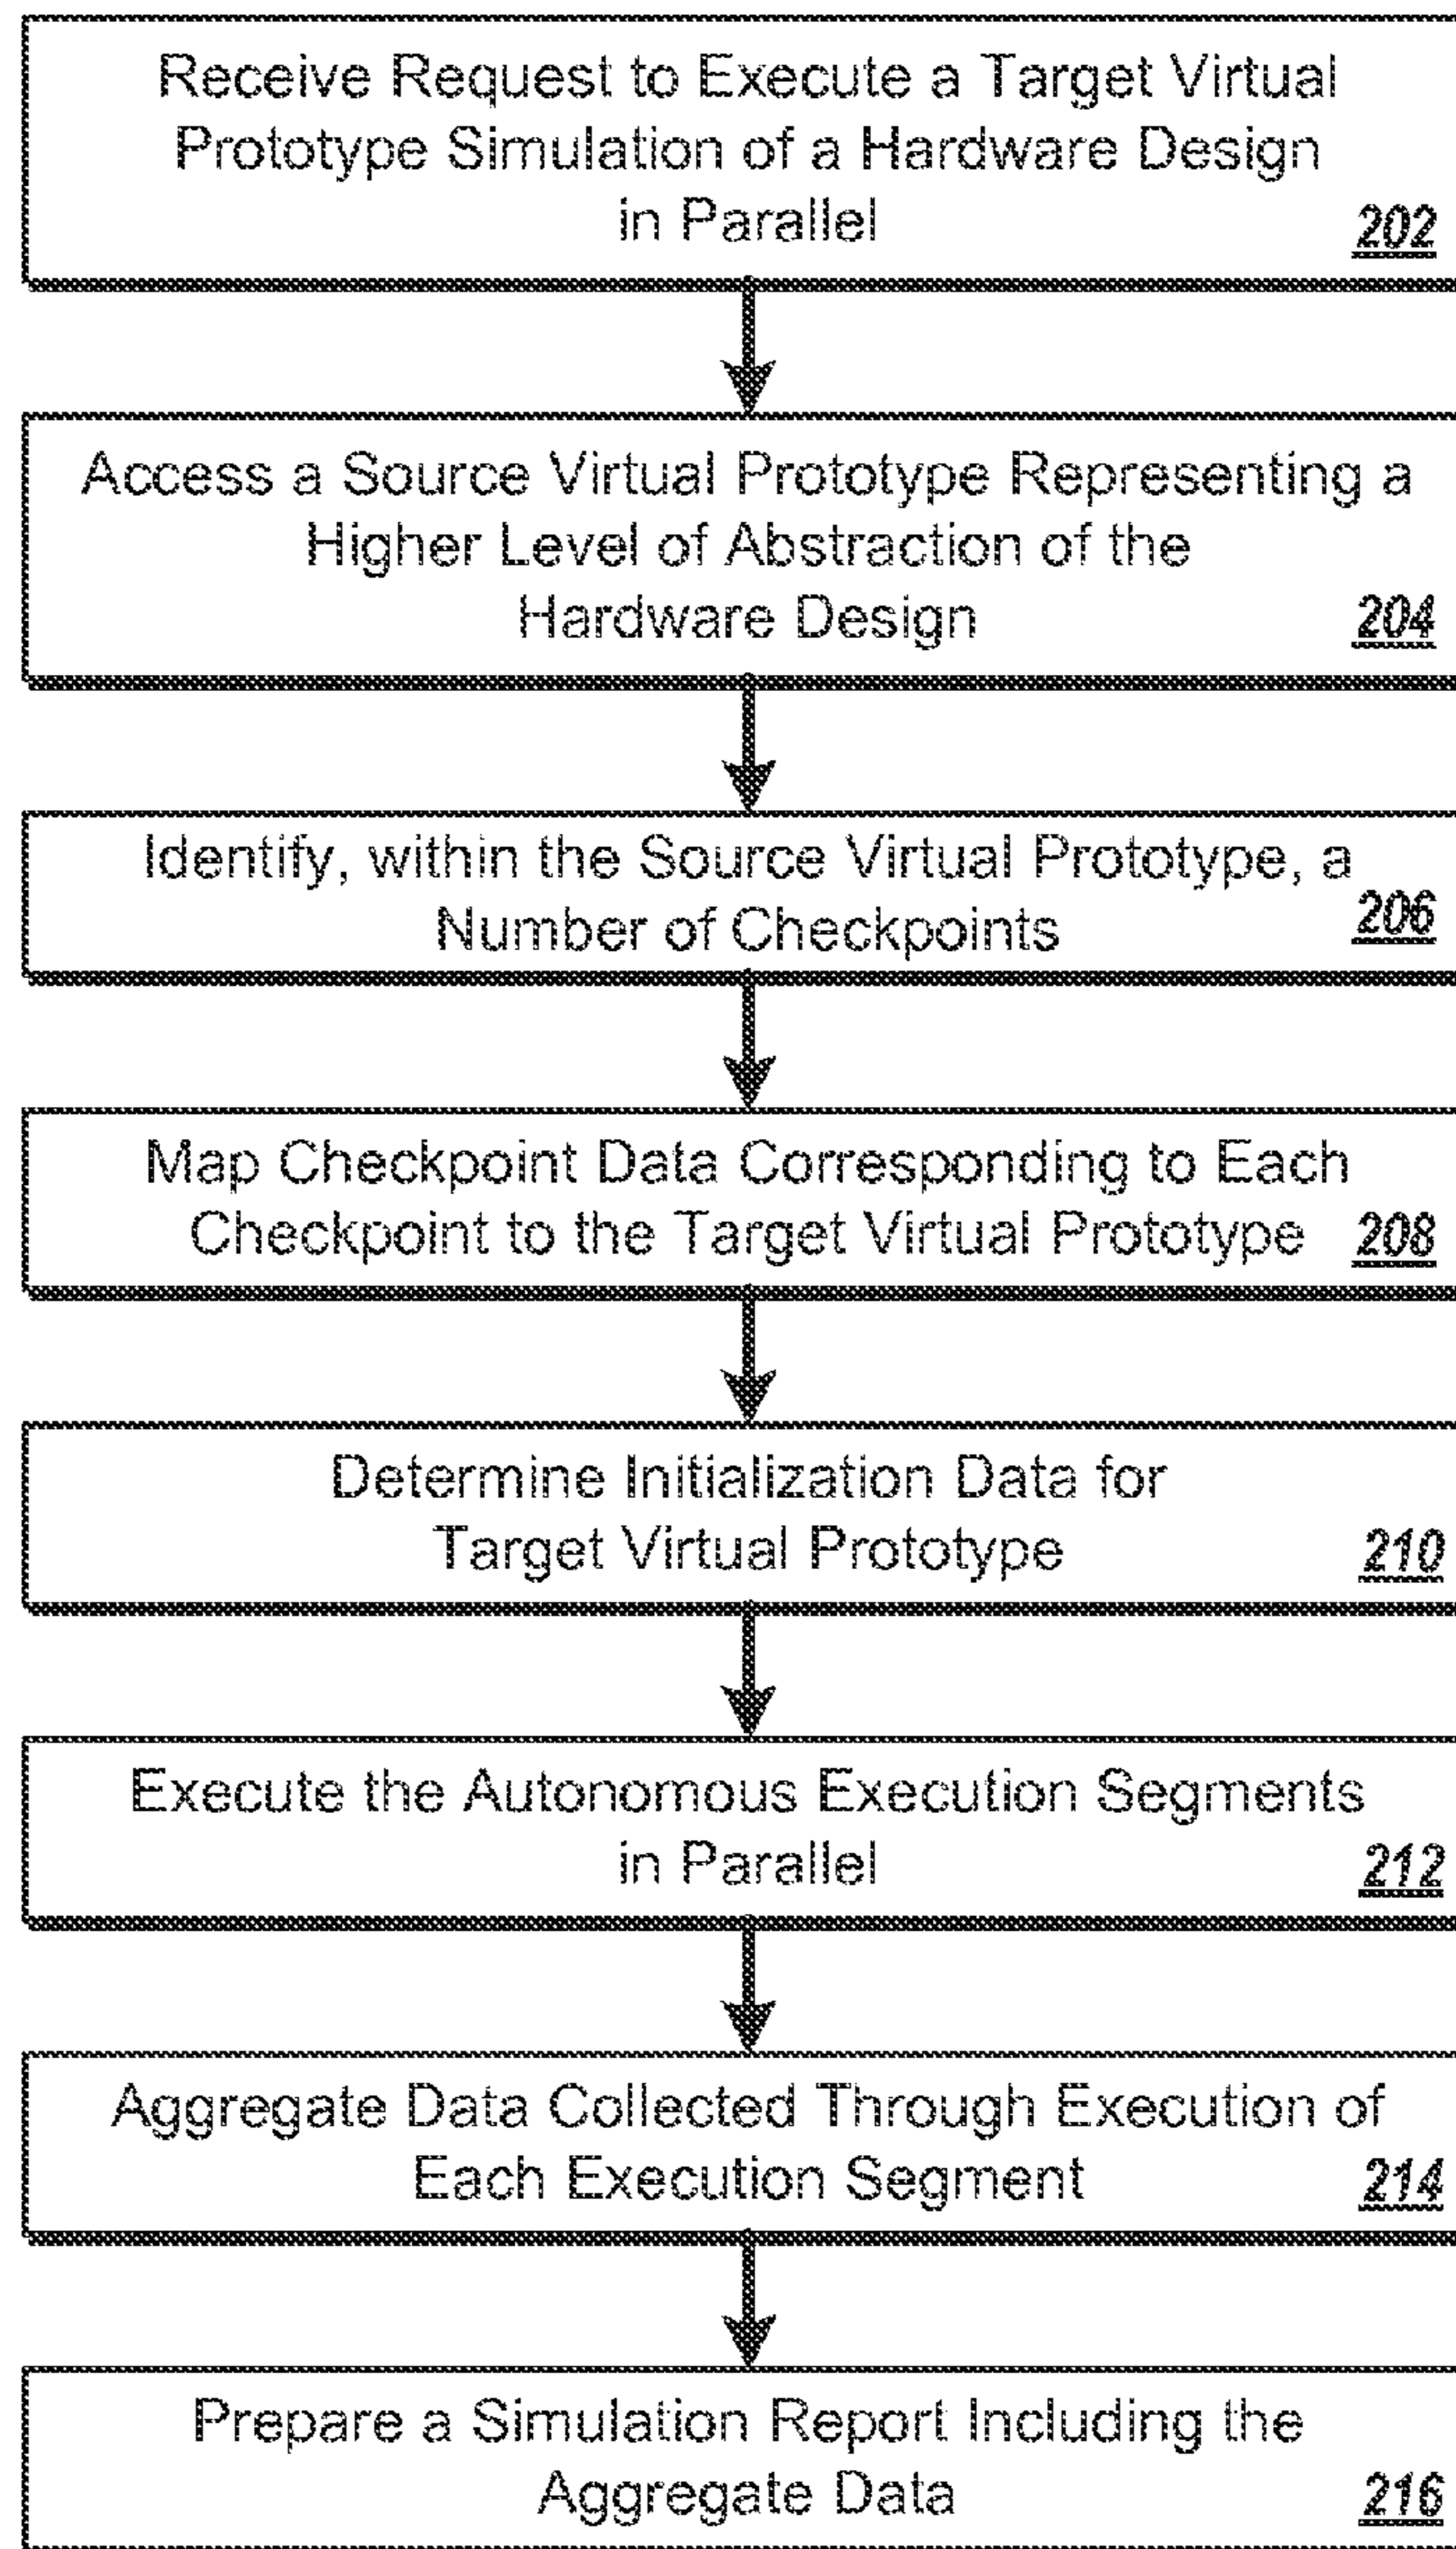 Receive Request to Execute a Target Virtual
Prototype Simulation of a Hardware Design
in Parallel 202
Access a Source Virtual Prototype Representing a
Higher Level of Abstraction of the
Hardware Design 204
Identify, within the Source Virtual Prototype, a
Number of Checkpoints 206
Map Checkpoint Data Corresponding to Each
Checkpoint to the Target Virtual Prototype 208
Determine Initialization Data for
Target Virtual Prototype 210
Execute the Autonomous Execution Segments
in Parallel 212
Aggregate Data Collected Through Execution of
Each Execution Segment 214
Prepare a Simulation Report Including the
Aggregate Data 216